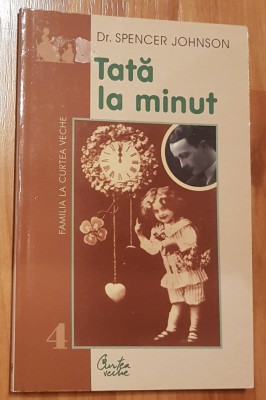 Dr. SPENCER JOHNSON
Tată
la minut
FAMILIA LA CURTEA VECHE
4
Curtea
veche